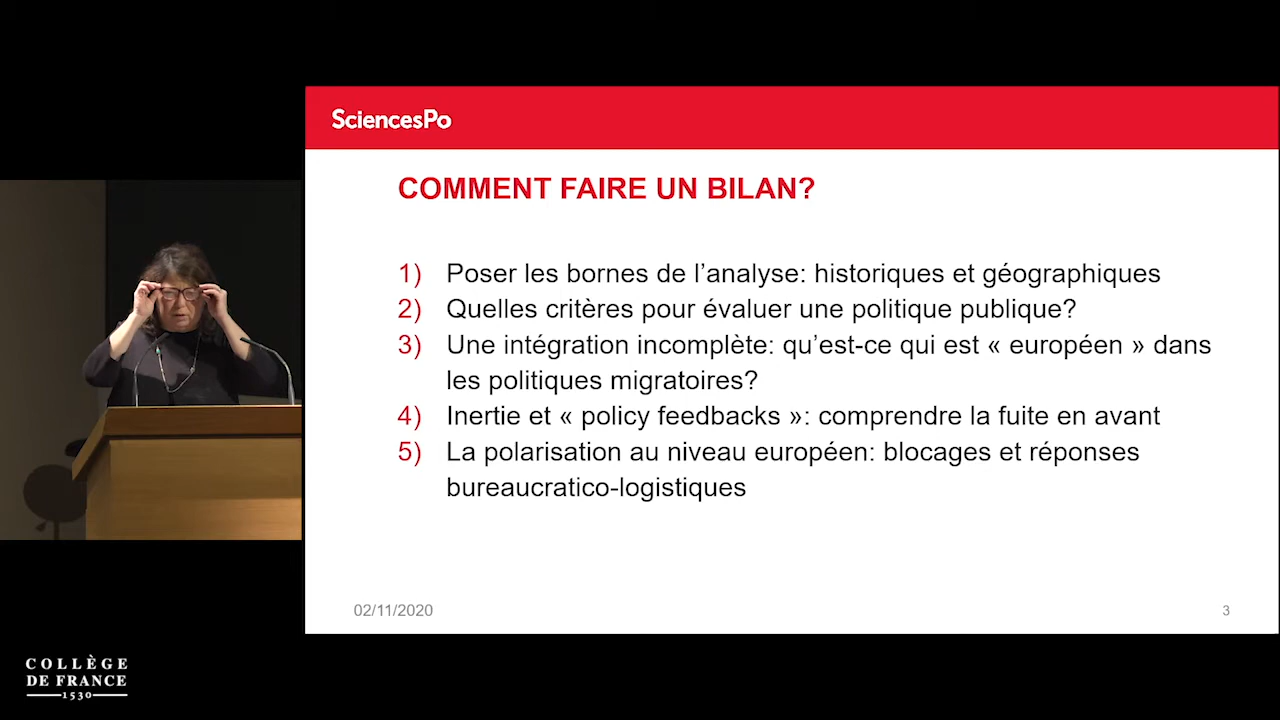 SciencesPo
COMMENT FAIRE UN BILAN?
1) Poser les bornes de l’analyse: historiques et géographiques
2) Quelles critères pour évaluer une politique publique?
3) Une intégration incomplète: qu’est-ce qui est « européen » dans
les politiques migratoires?
4) Inertie et « policy feedbacks »: comprendre la fuite en avant
5) La polarisation au niveau européen: blocages et réponses
bureaucratico-logistiques
02/11/2020
3
COLLÈGE
DE FRANCE
1530